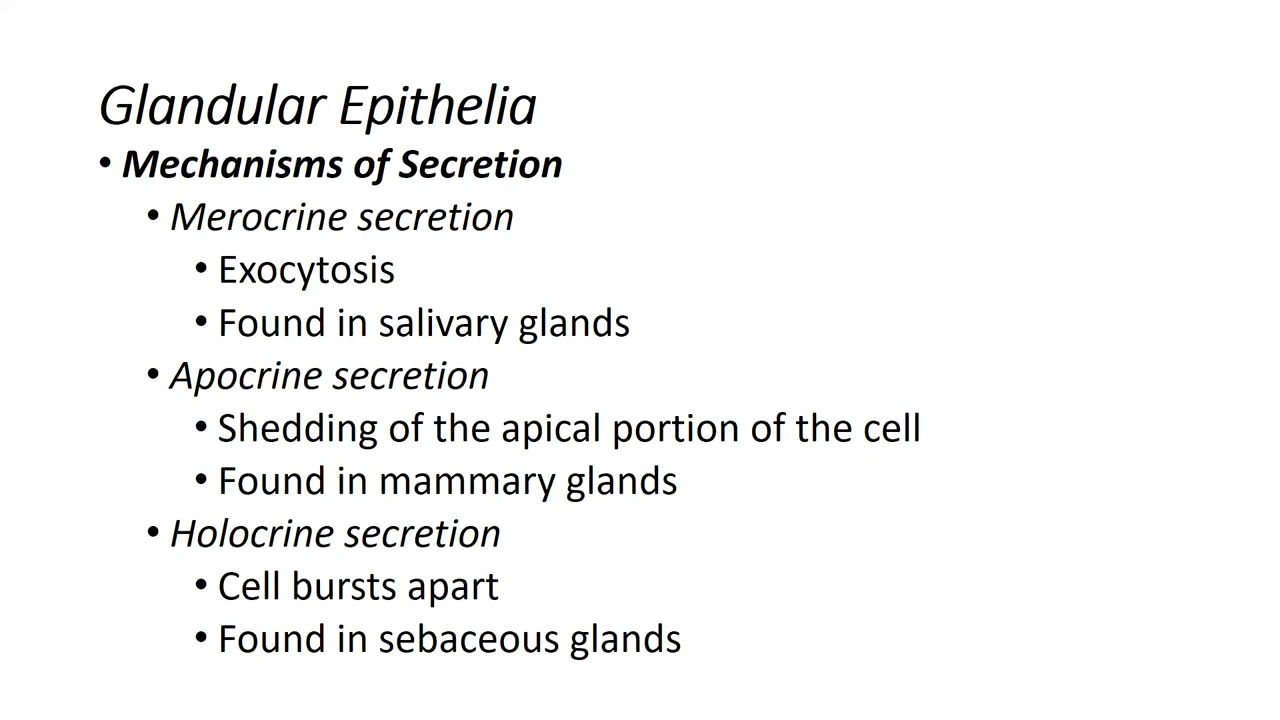 Glandular Epithelia
• Mechanisms of Secretion
• Merocrine secretion
• Exocytosis
• Found in salivary glands
• Apocrine secretion
• Shedding of the apical portion of the cell
• Found in mammary glands
• Holocrine secretion
• Cell bursts apart
• Found in sebaceous glands